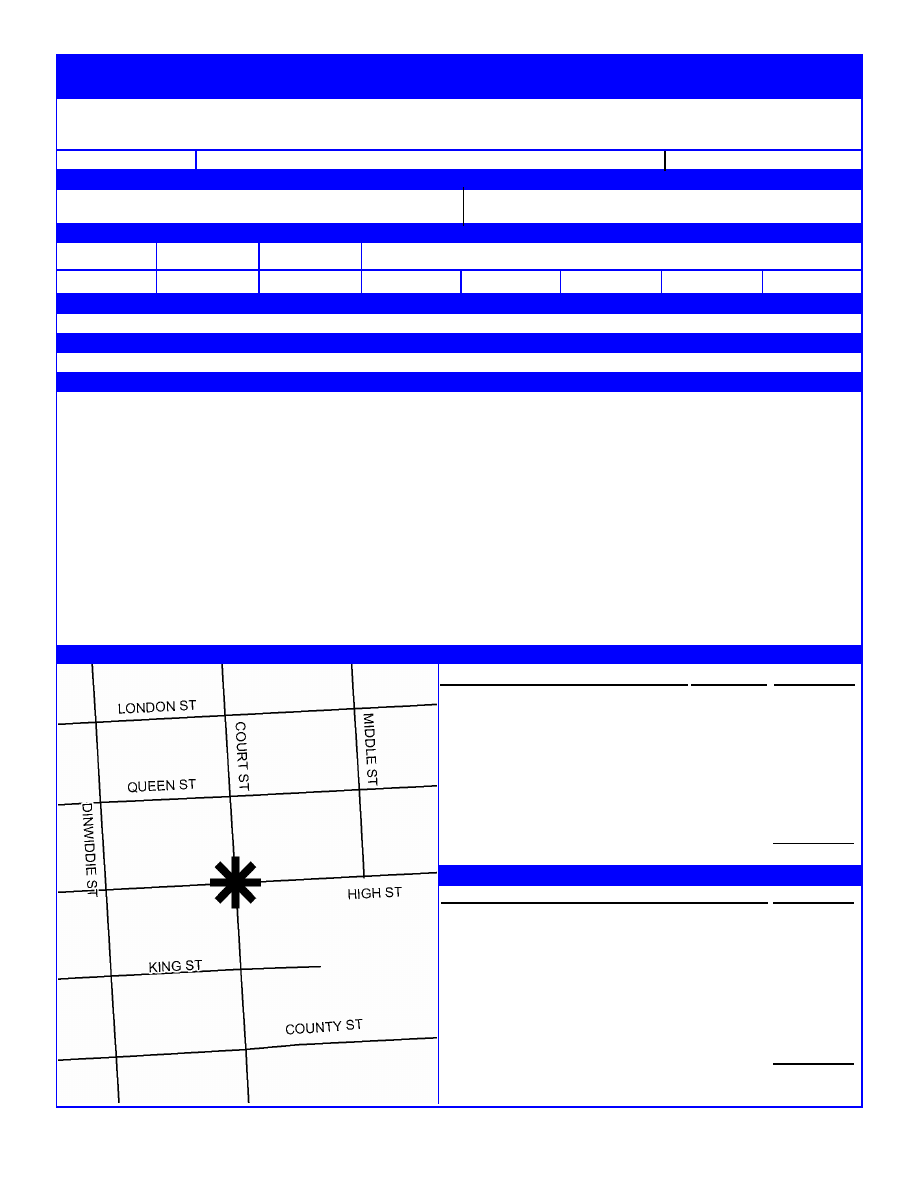 LONDON ST
COURT ST
MIDDLE ST
QUEEN ST
DINWIDDIE ST
HIGH ST
KING ST
COUNTY ST